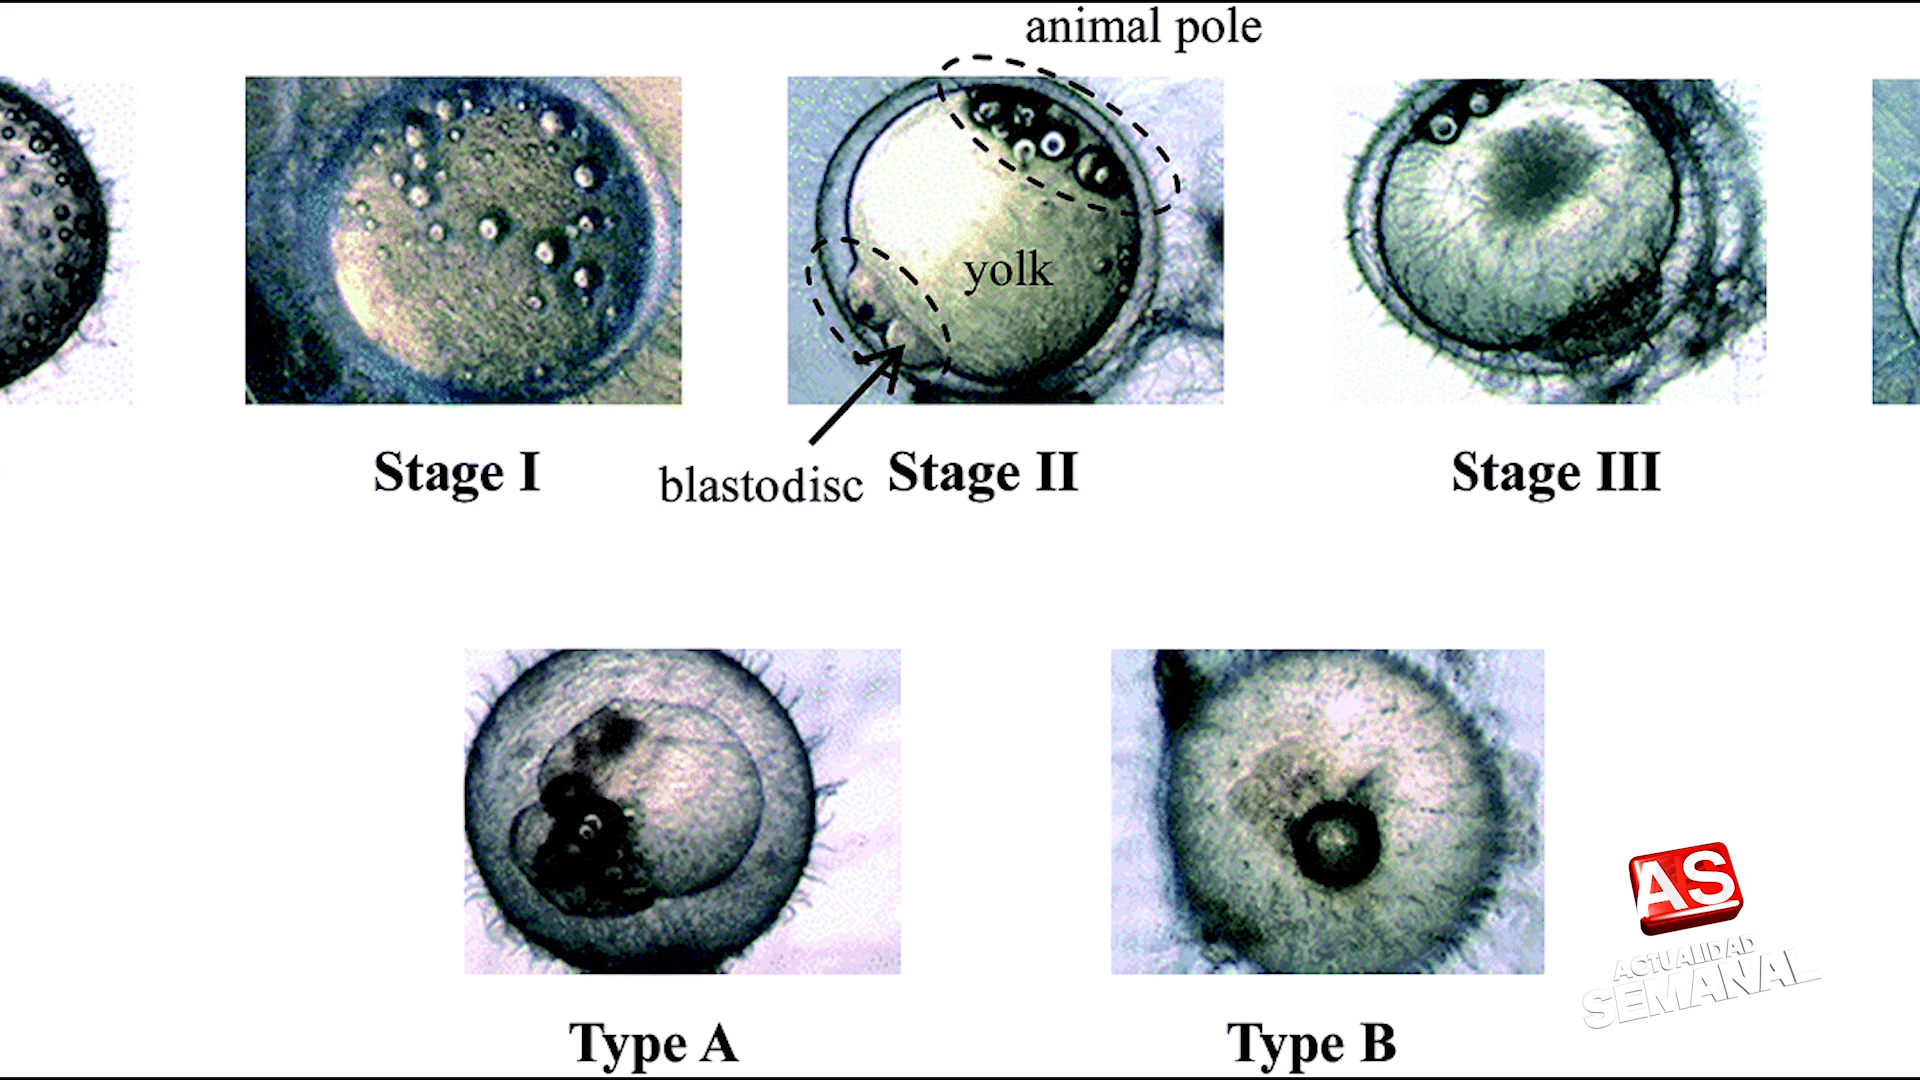 animal pole
yolk
Stage I
blastodisc
Stage II
Stage III
Type A
Type B
AS
ACTUALIDAD
SEMANAL